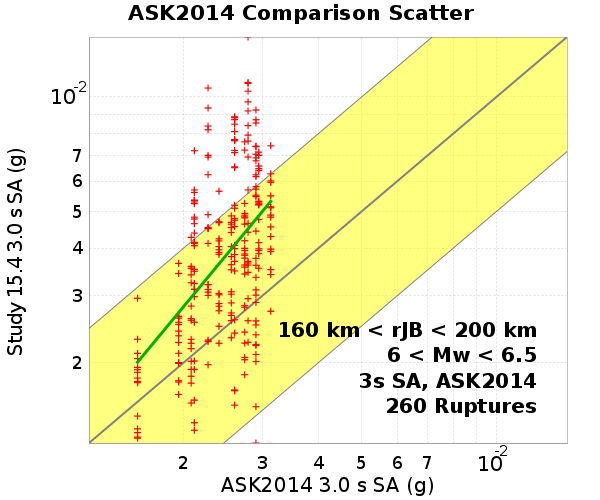 ASK2014 Comparison Scatter
Study 15.4 3.0 s SA (g)
10-2
7
6
5
4
3
2
160 km < rJB < 200 km
6 < Mw < 6.5
3s SA, ASK2014
260 Ruptures
2 3 4 5 6 7 10-2
ASK2014 3.0 s SA (g)